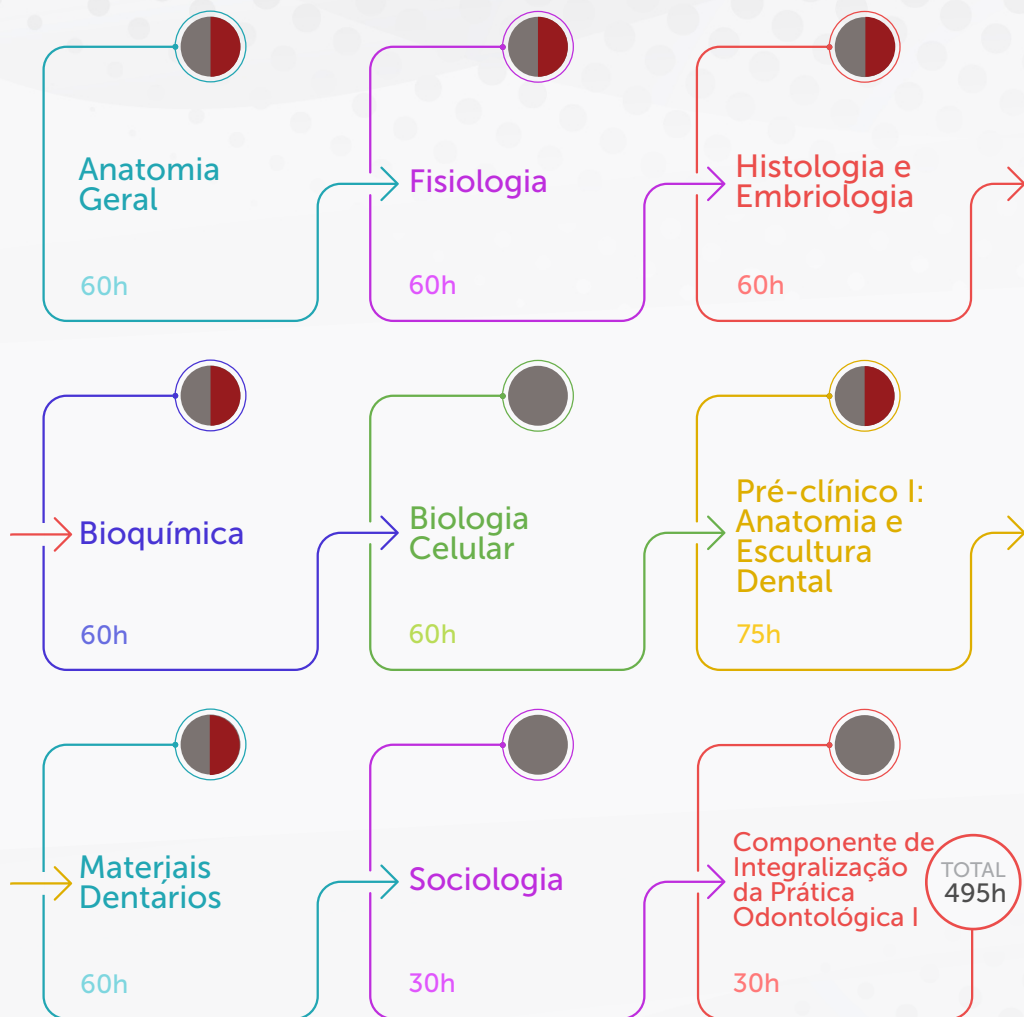 Anatomia
Geral
60h
Fisiologia
60h
Histologia e
Embriologia
60h
Bioquímica
60h
Biologia
Celular
60h
Pré-clínico I:
Anatomia e
Escultura
Dental
75h
Materiais
Dentários
60h
Sociologia
30h
Componente de
Integralização
da Prática
Odontológica I
30h
TOTAL
495h